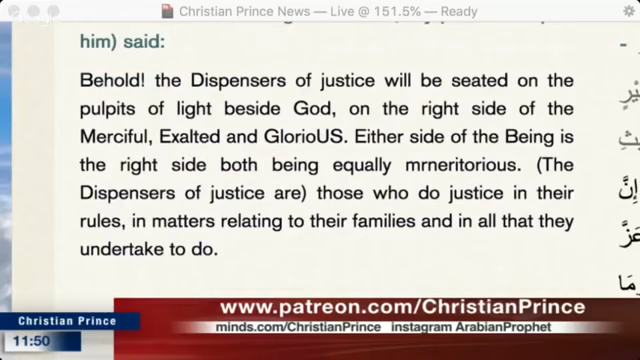 Christian Prince News — Live @ 151.5% — Ready
him) said:
Behold! the Dispensers of justice will be seated on the
pulpits of light beside God, on the right side of the
Merciful, Exalted and GlorioUS. Either side of the Being is
the right side both being equally mrneritorious. (The
Dispensers of justice are) those who do justice in their
rules, in matters relating to their families and in all that they
undertake to do.
إِنَّ
www.patreon.com/ChristianPrince
Christian Prince
minds.com/ChristianPrince instagram ArabianProphet
11:50